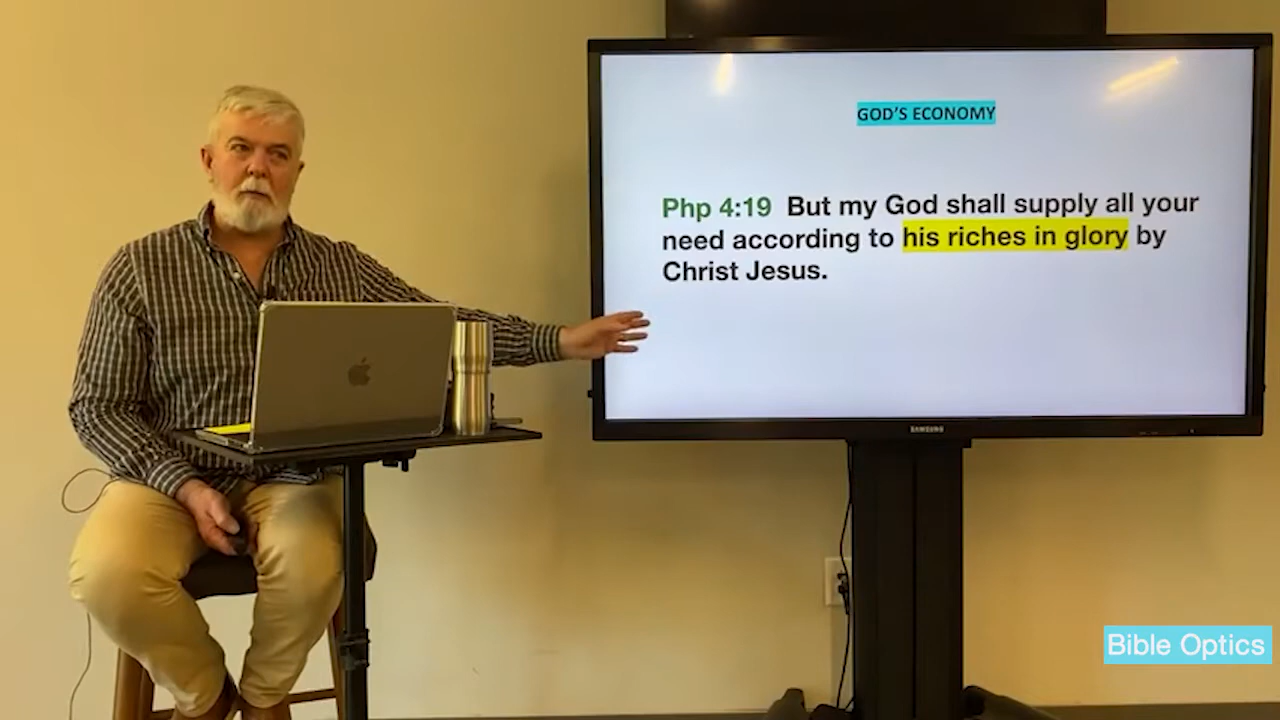 GOD'S ECONOMY
Php 4:19 But my God shall supply all your
need according to his riches in glory by
Christ Jesus.
SAMSUNG
Bible Optics